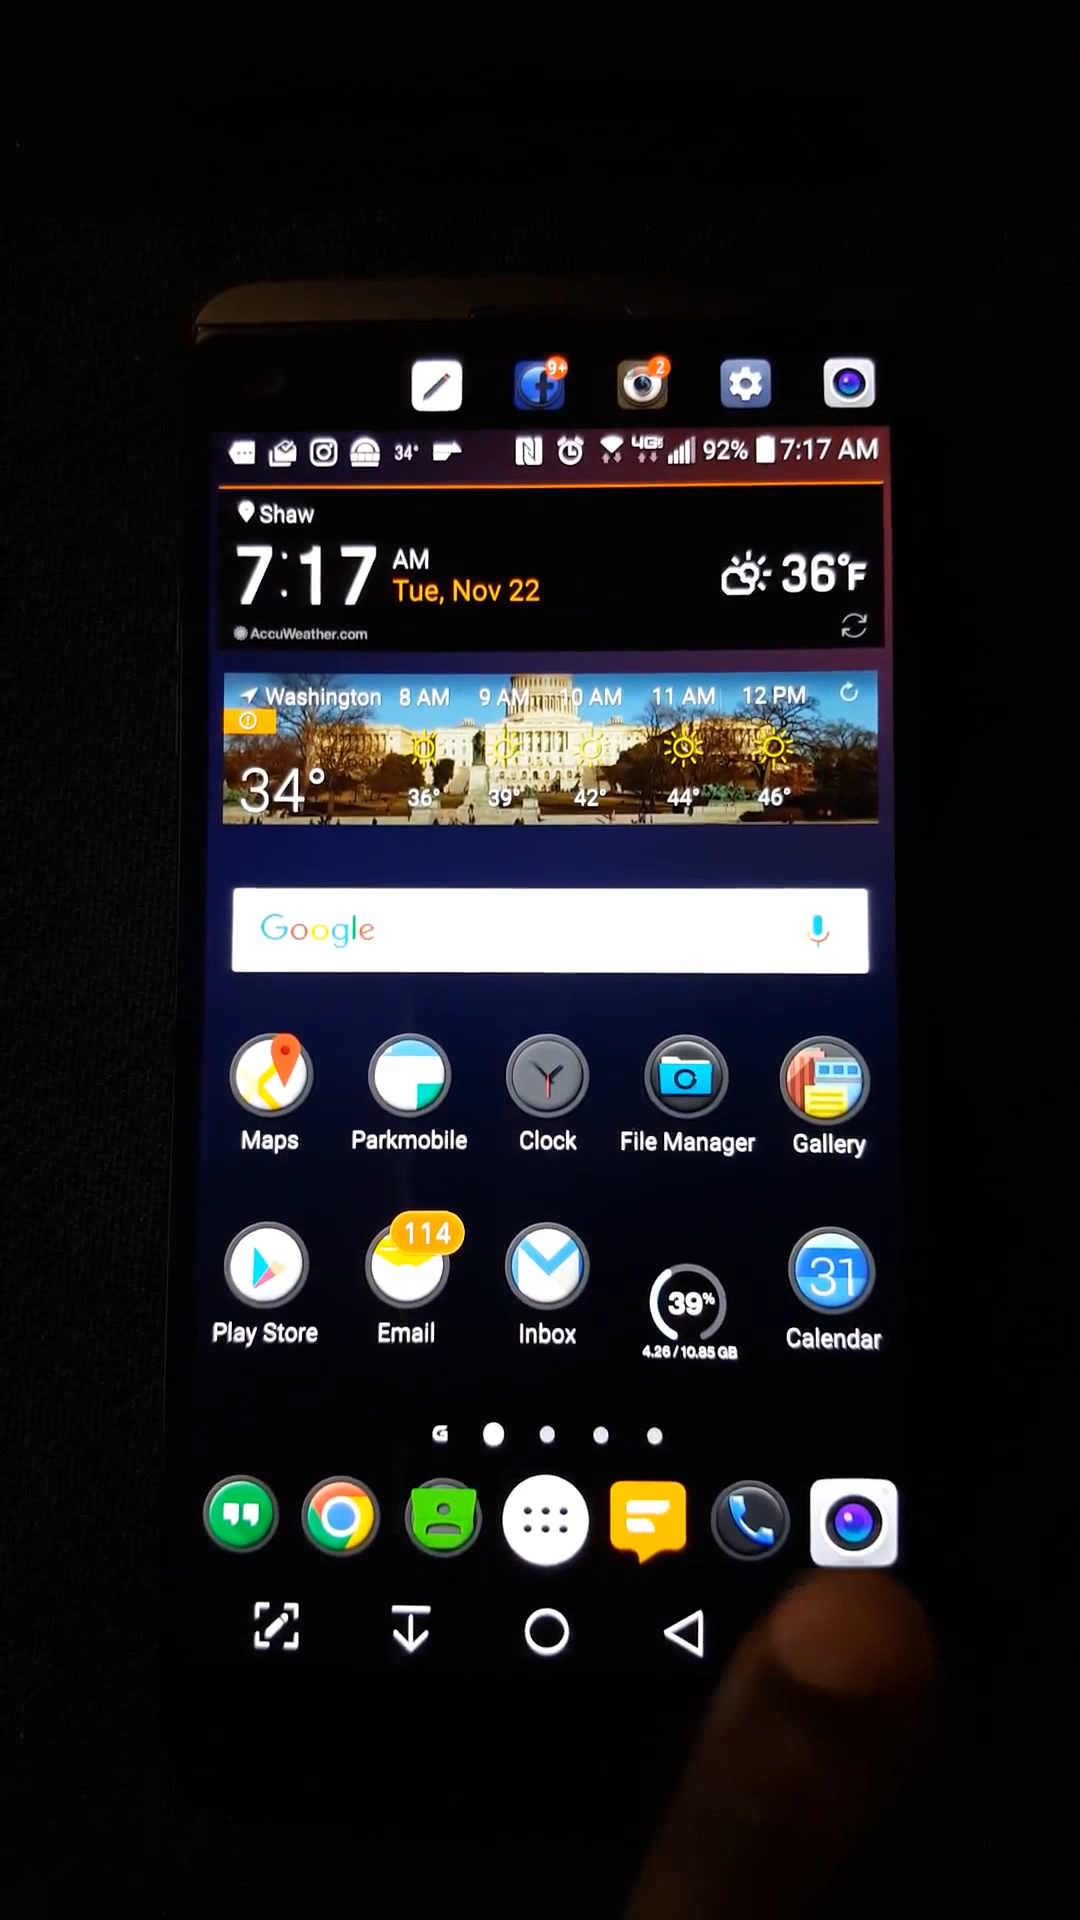 9+
2
34°
4G
92%
7:17 AM
Shaw
7:17 AM
Tue, Nov 22
36°F
AccuWeather.com
Washington 8 AM 9 AM 10 AM 11 AM 12 PM
34°
36° 39° 42° 44° 46°
Google
Maps Parkmobile Clock File Manager Gallery
114
31
39%
4.26 / 10.85 GB
Play Store Email Inbox Calendar